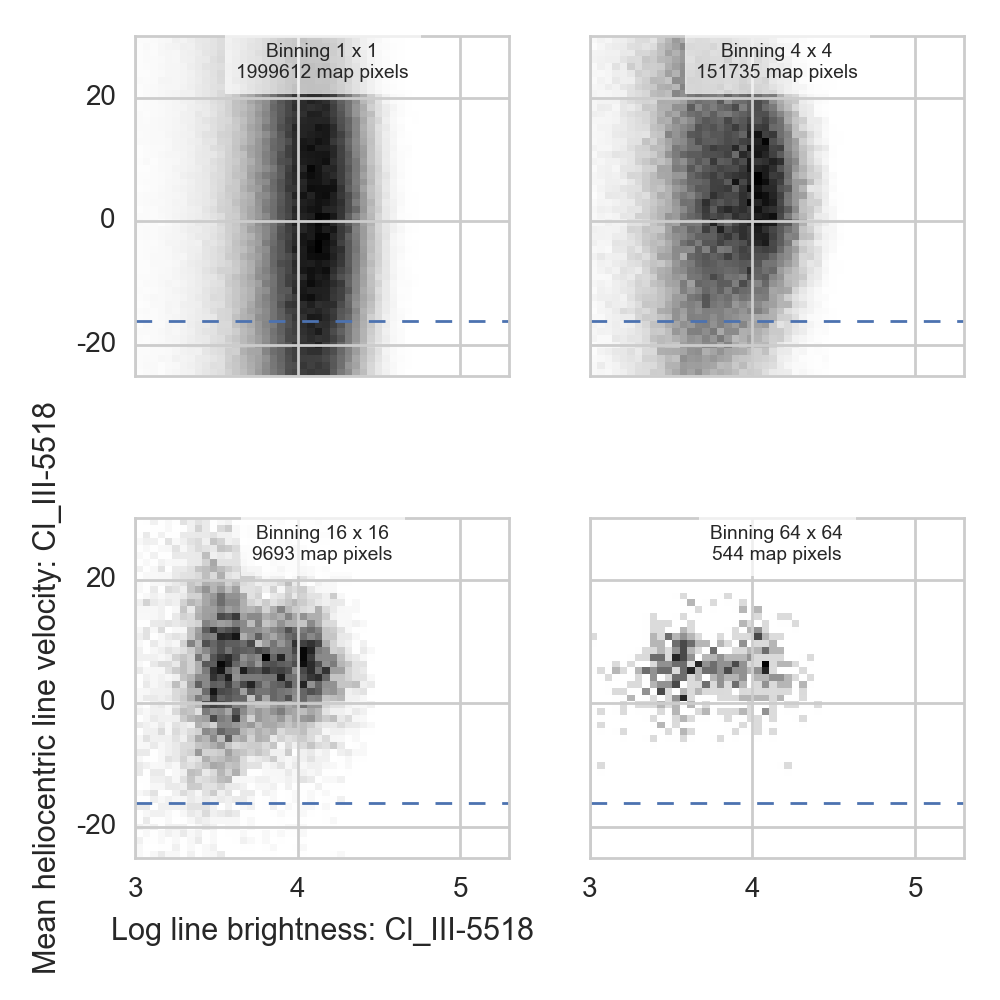 Binning 1 x 1
1999612 map pixels
Binning 4 x 4
151735 map pixels
20
0
-20
Mean heliocentric line velocity: Cl_III-5518
Binning 16 x 16
9693 map pixels
Binning 64 x 64
544 map pixels
20
0
-20
3
4
5
3
4
5
Log line brightness: Cl_III-5518